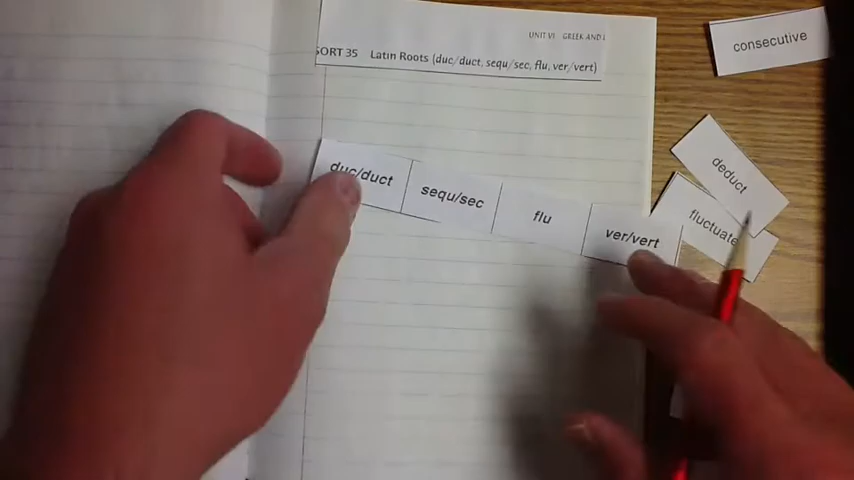 UNIT VI GREEK AND
SORT 35 Latin Roots (duc/duct, sequ/sec, flu, ver/vert)
consecutive
duc/duct sequ/sec flu ver/vert
deduct
fluctuate